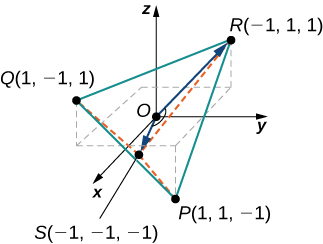 z
R(−1, 1, 1)
Q(1, −1, 1)
O
y
x
P(1, 1, −1)
S(−1, −1, −1)